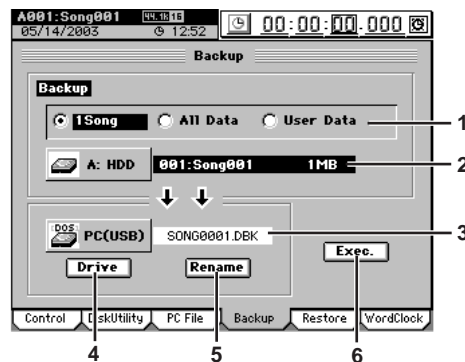 A001:Song001 44.1k 16 00:00:00.000
05/14/2003 12:52
Backup
Backup
1Song All Data User Data 1
A: HDD 001:Song001 1MB 2
DOS PC(USB) SONG0001.DBK 3
Exec.
Drive Rename
Control DiskUtility PC File Backup Restore WordClock
4 5 6